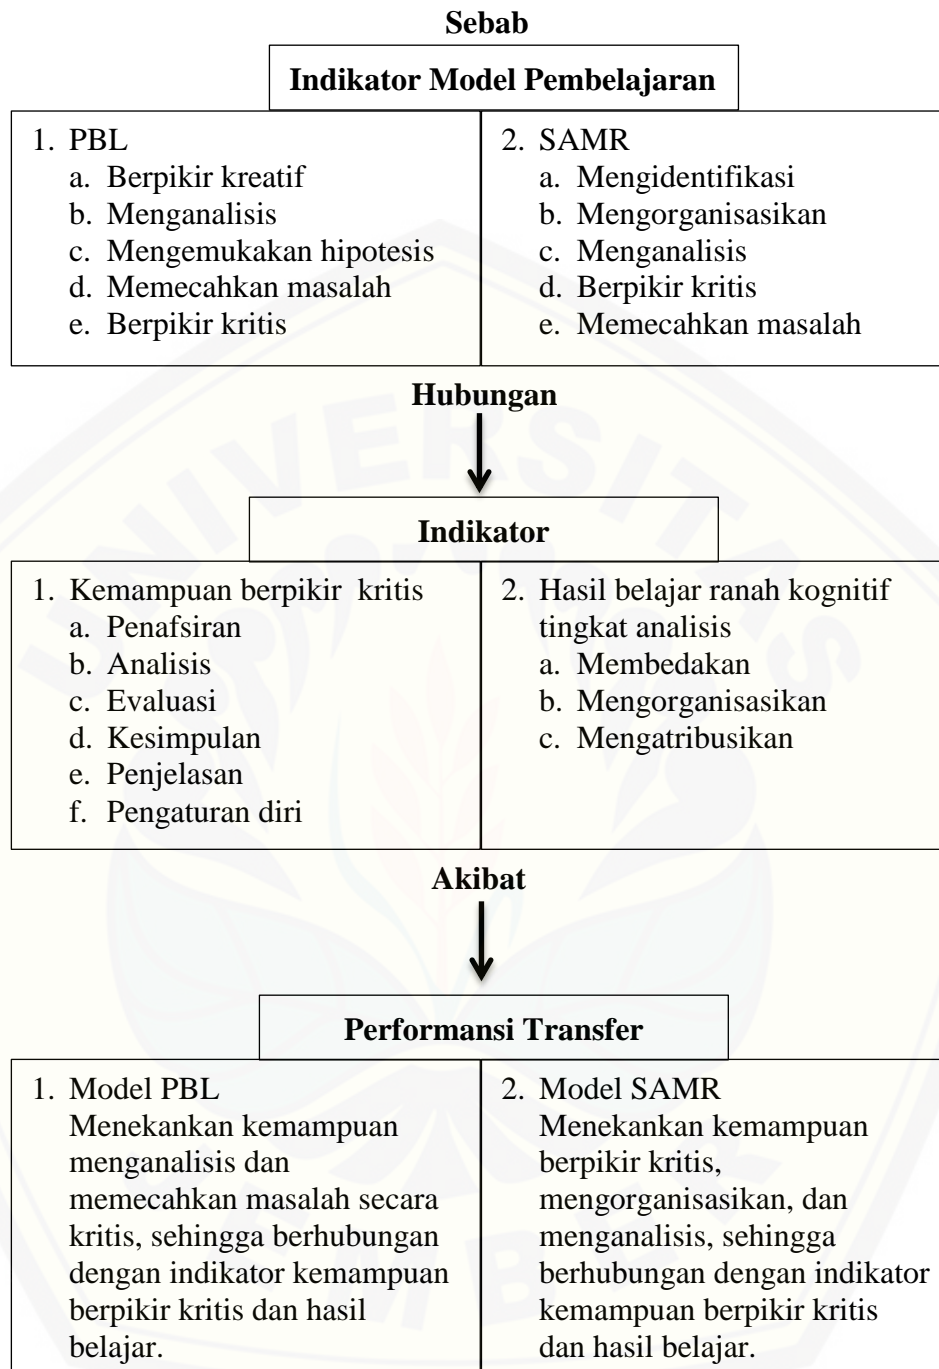 Sebab
Indikator Model Pembelajaran
1. PBL
a. Berpikir kreatif
b. Menganalisis
c. Mengemukakan hipotesis
d. Memecahkan masalah
e. Berpikir kritis
2. SAMR
a. Mengidentifikasi
b. Mengorganisasikan
c. Menganalisis
d. Berpikir kritis
e. Memecahkan masalah
Hubungan
Indikator
1. Kemampuan berpikir kritis
a. Penafsiran
b. Analisis
c. Evaluasi
d. Kesimpulan
e. Penjelasan
f. Pengaturan diri
2. Hasil belajar ranah kognitif
tingkat analisis
a. Membedakan
b. Mengorganisasikan
c. Mengatribusikan
Akibat
Performansi Transfer
1. Model PBL
Menekankan kemampuan
menganalisis dan
memecahkan masalah secara
kritis, sehingga berhubungan
dengan indikator kemampuan
berpikir kritis dan hasil
belajar.
2. Model SAMR
Menekankan kemampuan
berpikir kritis,
mengorganisasikan, dan
menganalisis, sehingga
berhubungan dengan indikator
kemampuan berpikir kritis
dan hasil belajar.
UNIVERSITAS
JEMBER